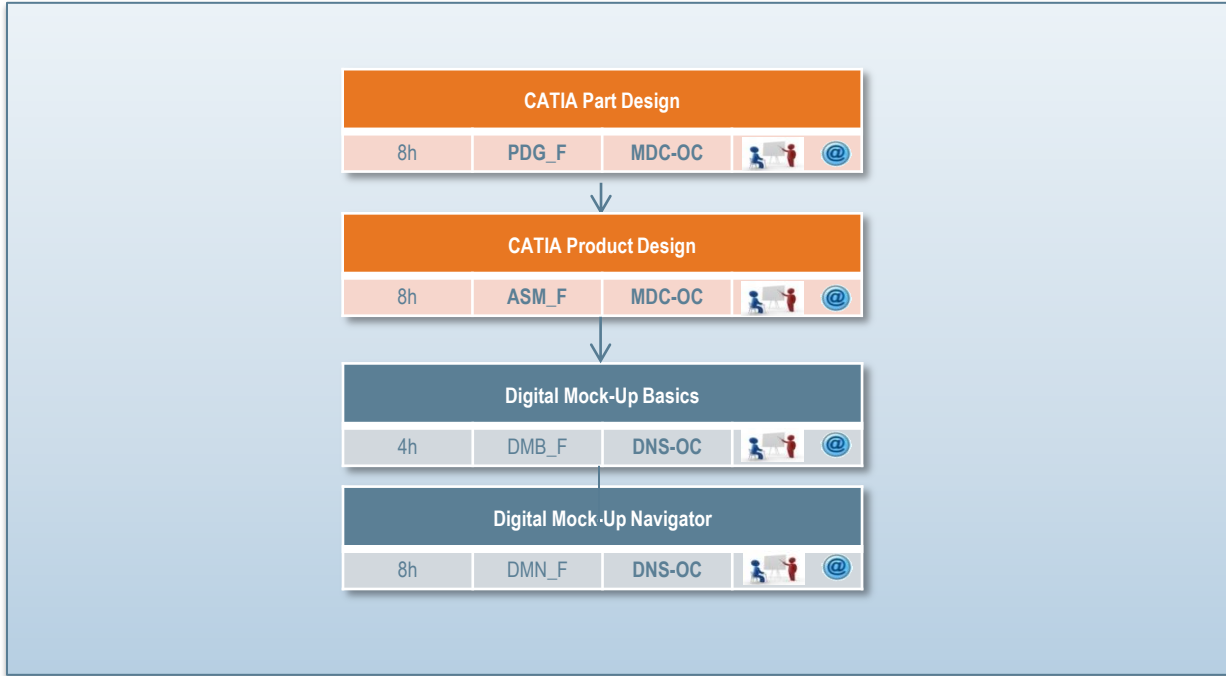 CATIA Part Design
8h PDG_F MDC-OC @
CATIA Product Design
8h ASM_F MDC-OC @
Digital Mock-Up Basics
4h DMB_F DNS-OC @
Digital Mock-Up Navigator
8h DMN_F DNS-OC @